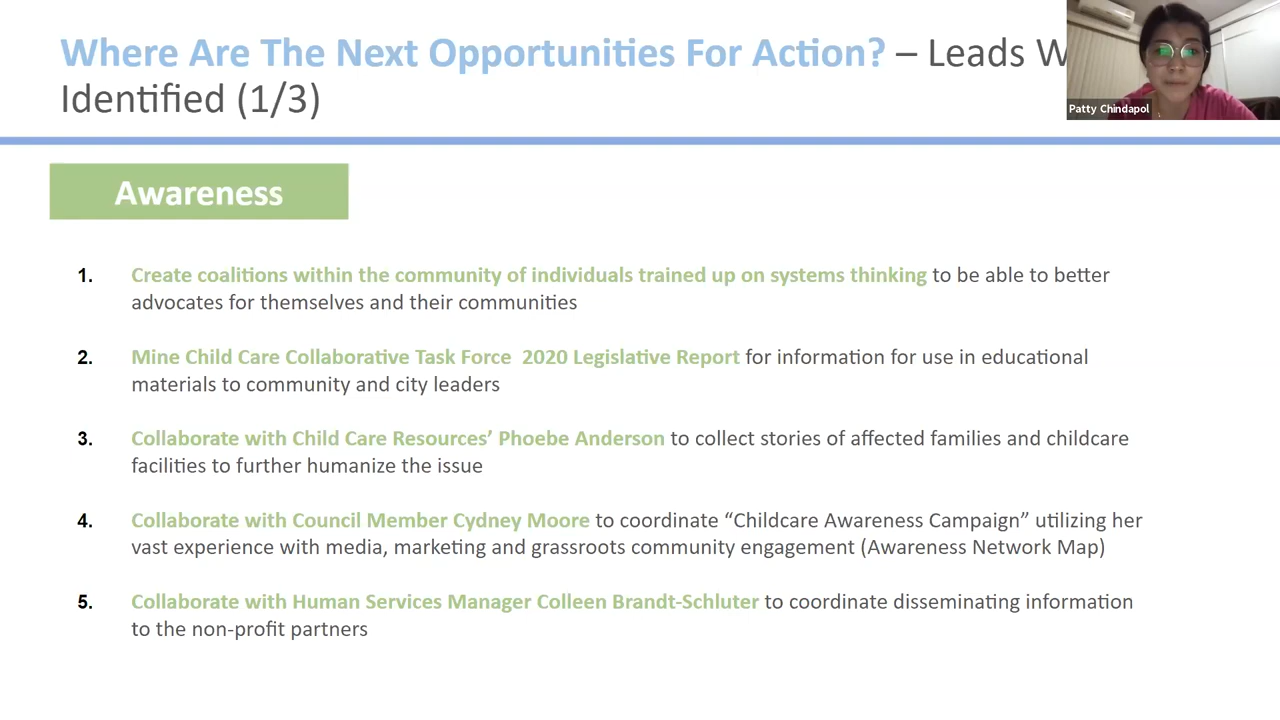 Where Are The Next Opportunities For Action? – Leads
Identified (1/3)
Patty Chindapol
Awareness
1. Create coalitions within the community of individuals trained up on systems thinking to be able to better
advocates for themselves and their communities
2. Mine Child Care Collaborative Task Force 2020 Legislative Report for information for use in educational
materials to community and city leaders
3. Collaborate with Child Care Resources’ Phoebe Anderson to collect stories of affected families and childcare
facilities to further humanize the issue
4. Collaborate with Council Member Cydney Moore to coordinate “Childcare Awareness Campaign” utilizing her
vast experience with media, marketing and grassroots community engagement (Awareness Network Map)
5. Collaborate with Human Services Manager Colleen Brandt-Schluter to coordinate disseminating information
to the non-profit partners